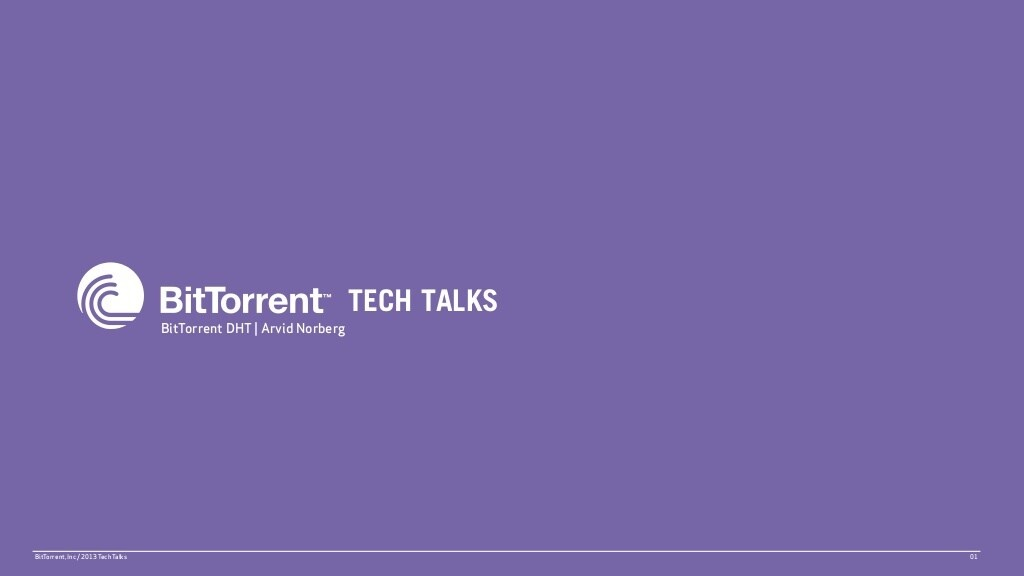 BitTorrent™ TECH TALKS
BitTorrent DHT | Arvid Norberg
BitTorrent, Inc / 2013 Tech Talks
01